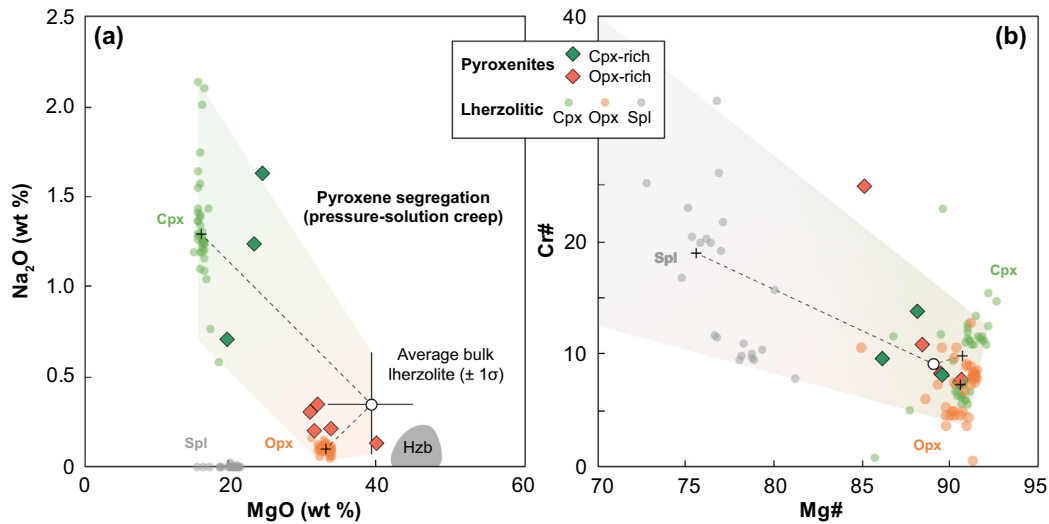 (a)
2.5
2.0
1.5
1.0
0.5
0
Na₂O (wt %)
0
20
40
60
MgO (wt %)
Cpx
Pyroxene segregation
(pressure-solution creep)
Average bulk
lherzolite (± 1σ)
Spl
Opx
Hzb
Pyroxenites
Cpx-rich
Opx-rich
Lherzolitic
Cpx Opx Spl
(b)
40
20
10
0
Cr#
70
75
80
85
90
95
Mg#
Spl
Cpx
Opx